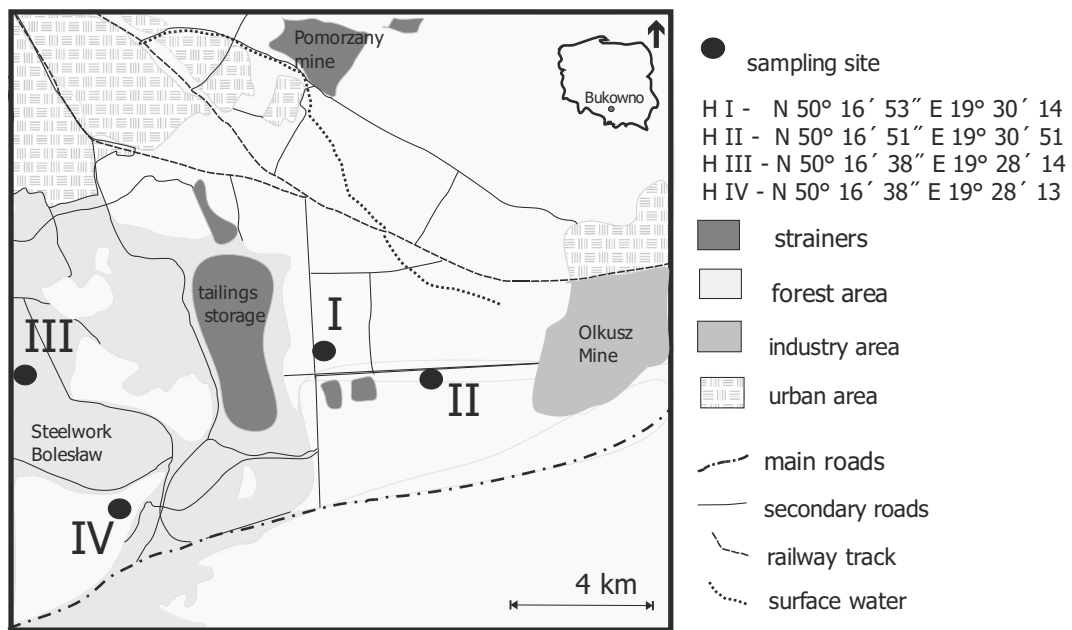 Pomorzany
mine
Bukowno
tailings
storage
I
III
Olkusz
Mine
II
Steelwork
Bolesław
IV
4 km
sampling site
H I - N 50° 16´ 53˝ E 19° 30´ 14
H II - N 50° 16´ 51˝ E 19° 30´ 51
H III - N 50° 16´ 38˝ E 19° 28´ 14
H IV - N 50° 16´ 38˝ E 19° 28´ 13
strainers
forest area
industry area
urban area
main roads
secondary roads
railway track
surface water